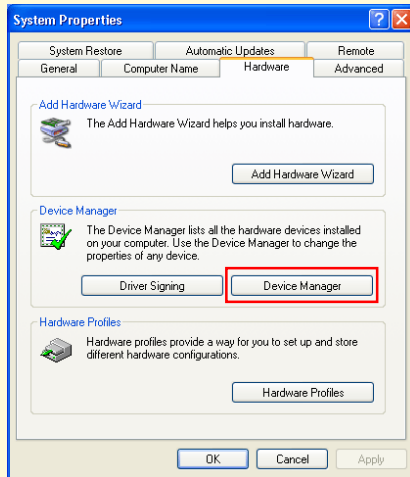 System Properties
System Restore Automatic Updates Remote
General Computer Name Hardware Advanced
Add Hardware Wizard
The Add Hardware Wizard helps you install hardware.
Add Hardware Wizard
Device Manager
The Device Manager lists all the hardware devices installed
on your computer. Use the Device Manager to change the
properties of any device.
Driver Signing Device Manager
Hardware Profiles
Hardware profiles provide a way for you to set up and store
different hardware configurations.
Hardware Profiles
OK Cancel Apply